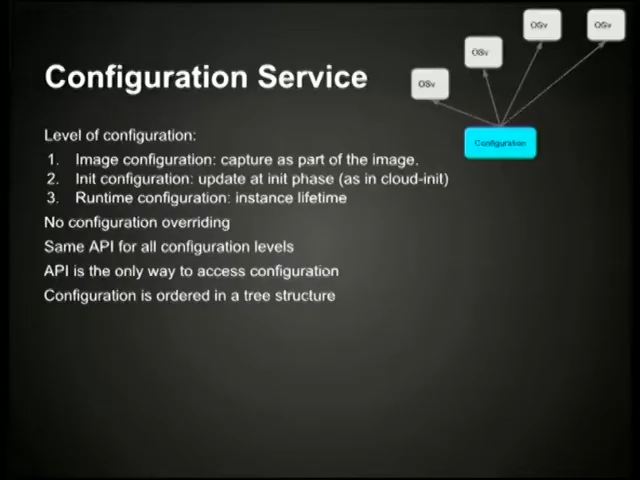 OSv
OSv
OSv
OSv
Configuration
Configuration Service
Level of configuration:
1. Image configuration: capture as part of the image.
2. Init configuration: update at init phase (as in cloud-init)
3. Runtime configuration: instance lifetime
No configuration overriding
Same API for all configuration levels
API is the only way to access configuration
Configuration is ordered in a tree structure